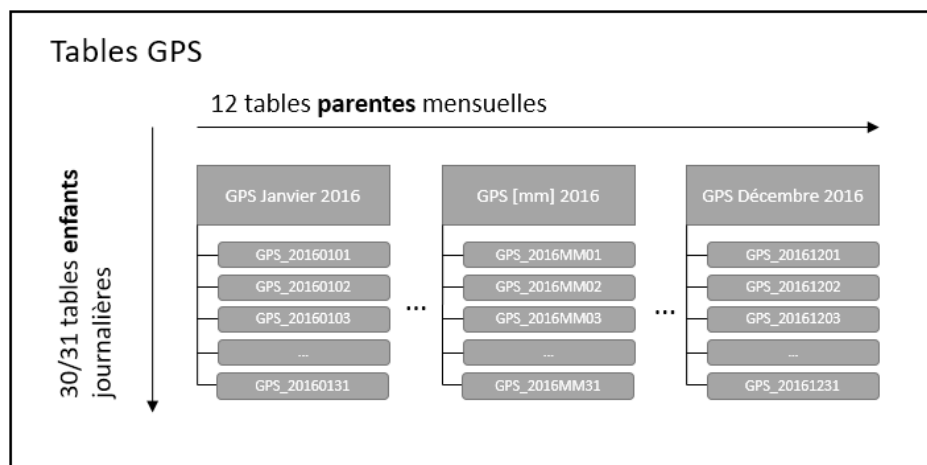 Tables GPS
12 tables parentes mensuelles
30/31 tables enfants
journalières
GPS Janvier 2016
GPS_20160101
GPS_20160102
GPS_20160103
...
GPS_20160131
...
GPS [mm] 2016
GPS_2016MM01
GPS_2016MM02
GPS_2016MM03
...
GPS_2016MM31
...
GPS Décembre 2016
GPS_20161201
GPS_20161202
GPS_20161203
...
GPS_20161231